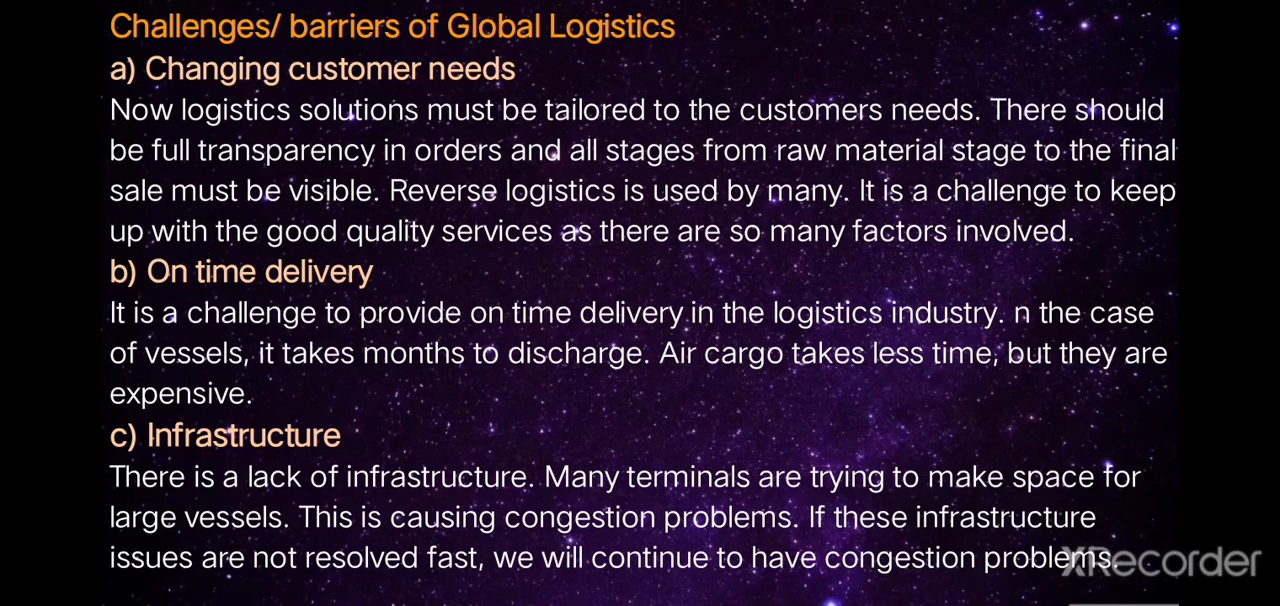 Challenges/ barriers of Global Logistics
a) Changing customer needs
Now logistics solutions must be tailored to the customers needs. There should
be full transparency in orders and all stages from raw material stage to the final
sale must be visible. Reverse logistics is used by many. It is a challenge to keep
up with the good quality services as there are so many factors involved.
b) On time delivery
It is a challenge to provide on time delivery in the logistics industry. n the case
of vessels, it takes months to discharge. Air cargo takes less time, but they are
expensive.
c) Infrastructure
There is a lack of infrastructure. Many terminals are trying to make space for
large vessels. This is causing congestion problems. If these infrastructure
issues are not resolved fast, we will continue to have congestion problems.
XRecorder